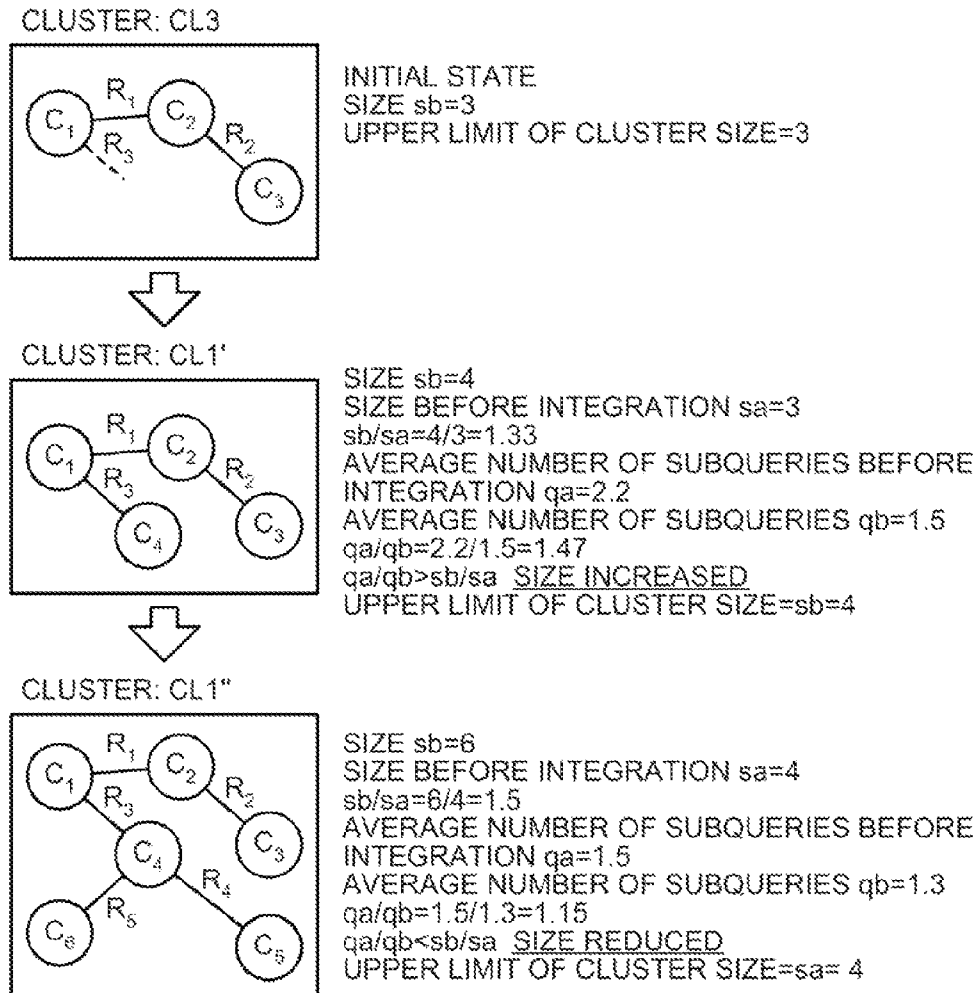 CLUSTER: CL3
R1
C1
C2
R3
R2
C3
INITIAL STATE
SIZE sb=3
UPPER LIMIT OF CLUSTER SIZE=3
CLUSTER: CL1'
R1
C1
C2
R3
R2
C4
C3
SIZE sb=4
SIZE BEFORE INTEGRATION sa=3
sb/sa=4/3=1.33
AVERAGE NUMBER OF SUBQUERIES BEFORE
INTEGRATION qa=2.2
AVERAGE NUMBER OF SUBQUERIES qb=1.5
qa/qb=2.2/1.5=1.47
qa/qb>sb/sa SIZE INCREASED
UPPER LIMIT OF CLUSTER SIZE=sb=4
CLUSTER: CL1"
R1
C1
C2
R3
R2
C4
C3
R4
R5
C6
C5
SIZE sb=6
SIZE BEFORE INTEGRATION sa=4
sb/sa=6/4=1.5
AVERAGE NUMBER OF SUBQUERIES BEFORE
INTEGRATION qa=1.5
AVERAGE NUMBER OF SUBQUERIES qb=1.3
qa/qb=1.5/1.3=1.15
qa/qb<sb/sa SIZE REDUCED
UPPER LIMIT OF CLUSTER SIZE=sa= 4